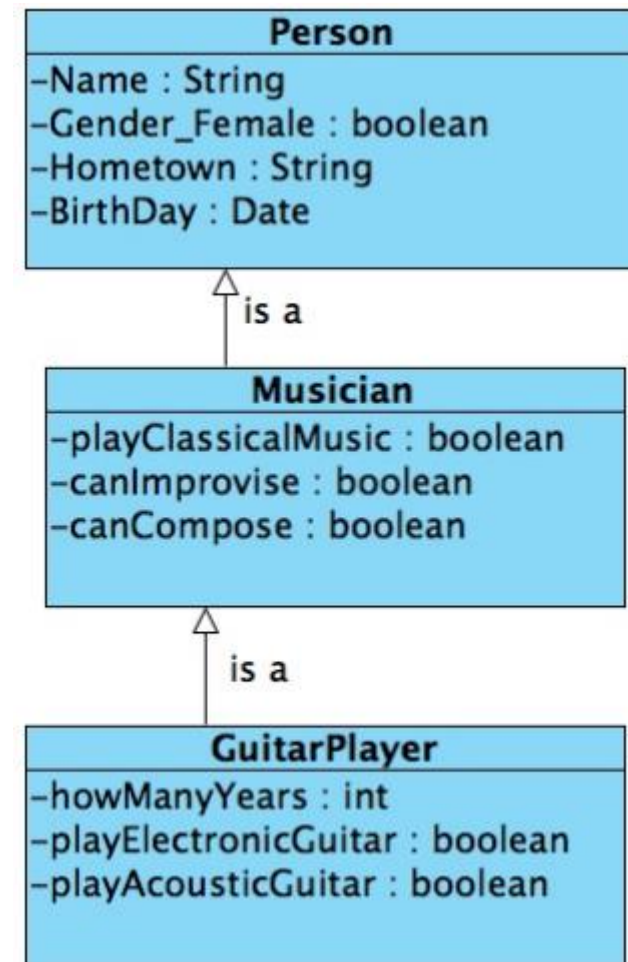 Person
-Name : String
-Gender_Female : boolean
-Hometown : String
-BirthDay : Date
is a
Musician
-playClassicalMusic : boolean
-canImprovise : boolean
-canCompose : boolean
is a
GuitarPlayer
-howManyYears : int
-playElectronicGuitar : boolean
-playAcousticGuitar : boolean